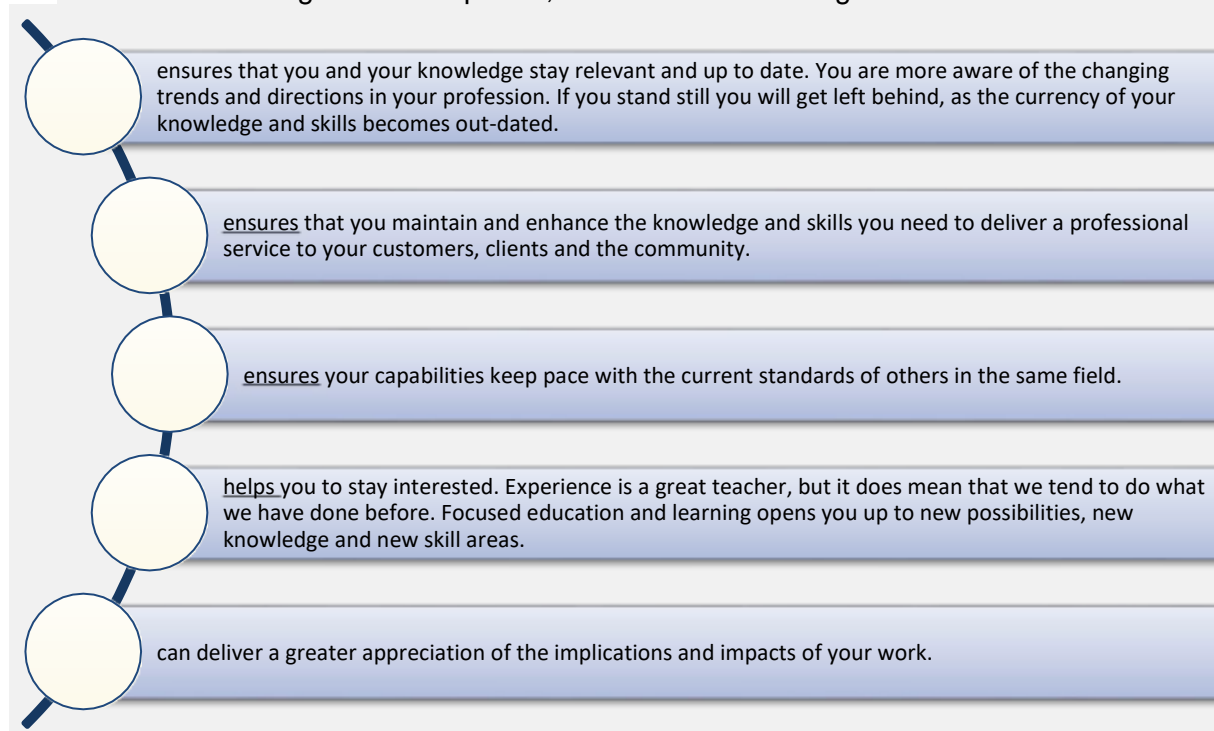 ensures that you and your knowledge stay relevant and up to date. You are more aware of the changing
trends and directions in your profession. If you stand still you will get left behind, as the currency of your
knowledge and skills becomes out-dated.
ensures that you maintain and enhance the knowledge and skills you need to deliver a professional
service to your customers, clients and the community.
ensures your capabilities keep pace with the current standards of others in the same field.
helps you to stay interested. Experience is a great teacher, but it does mean that we tend to do what
we have done before. Focused education and learning opens you up to new possibilities, new
knowledge and new skill areas.
can deliver a greater appreciation of the implications and impacts of your work.